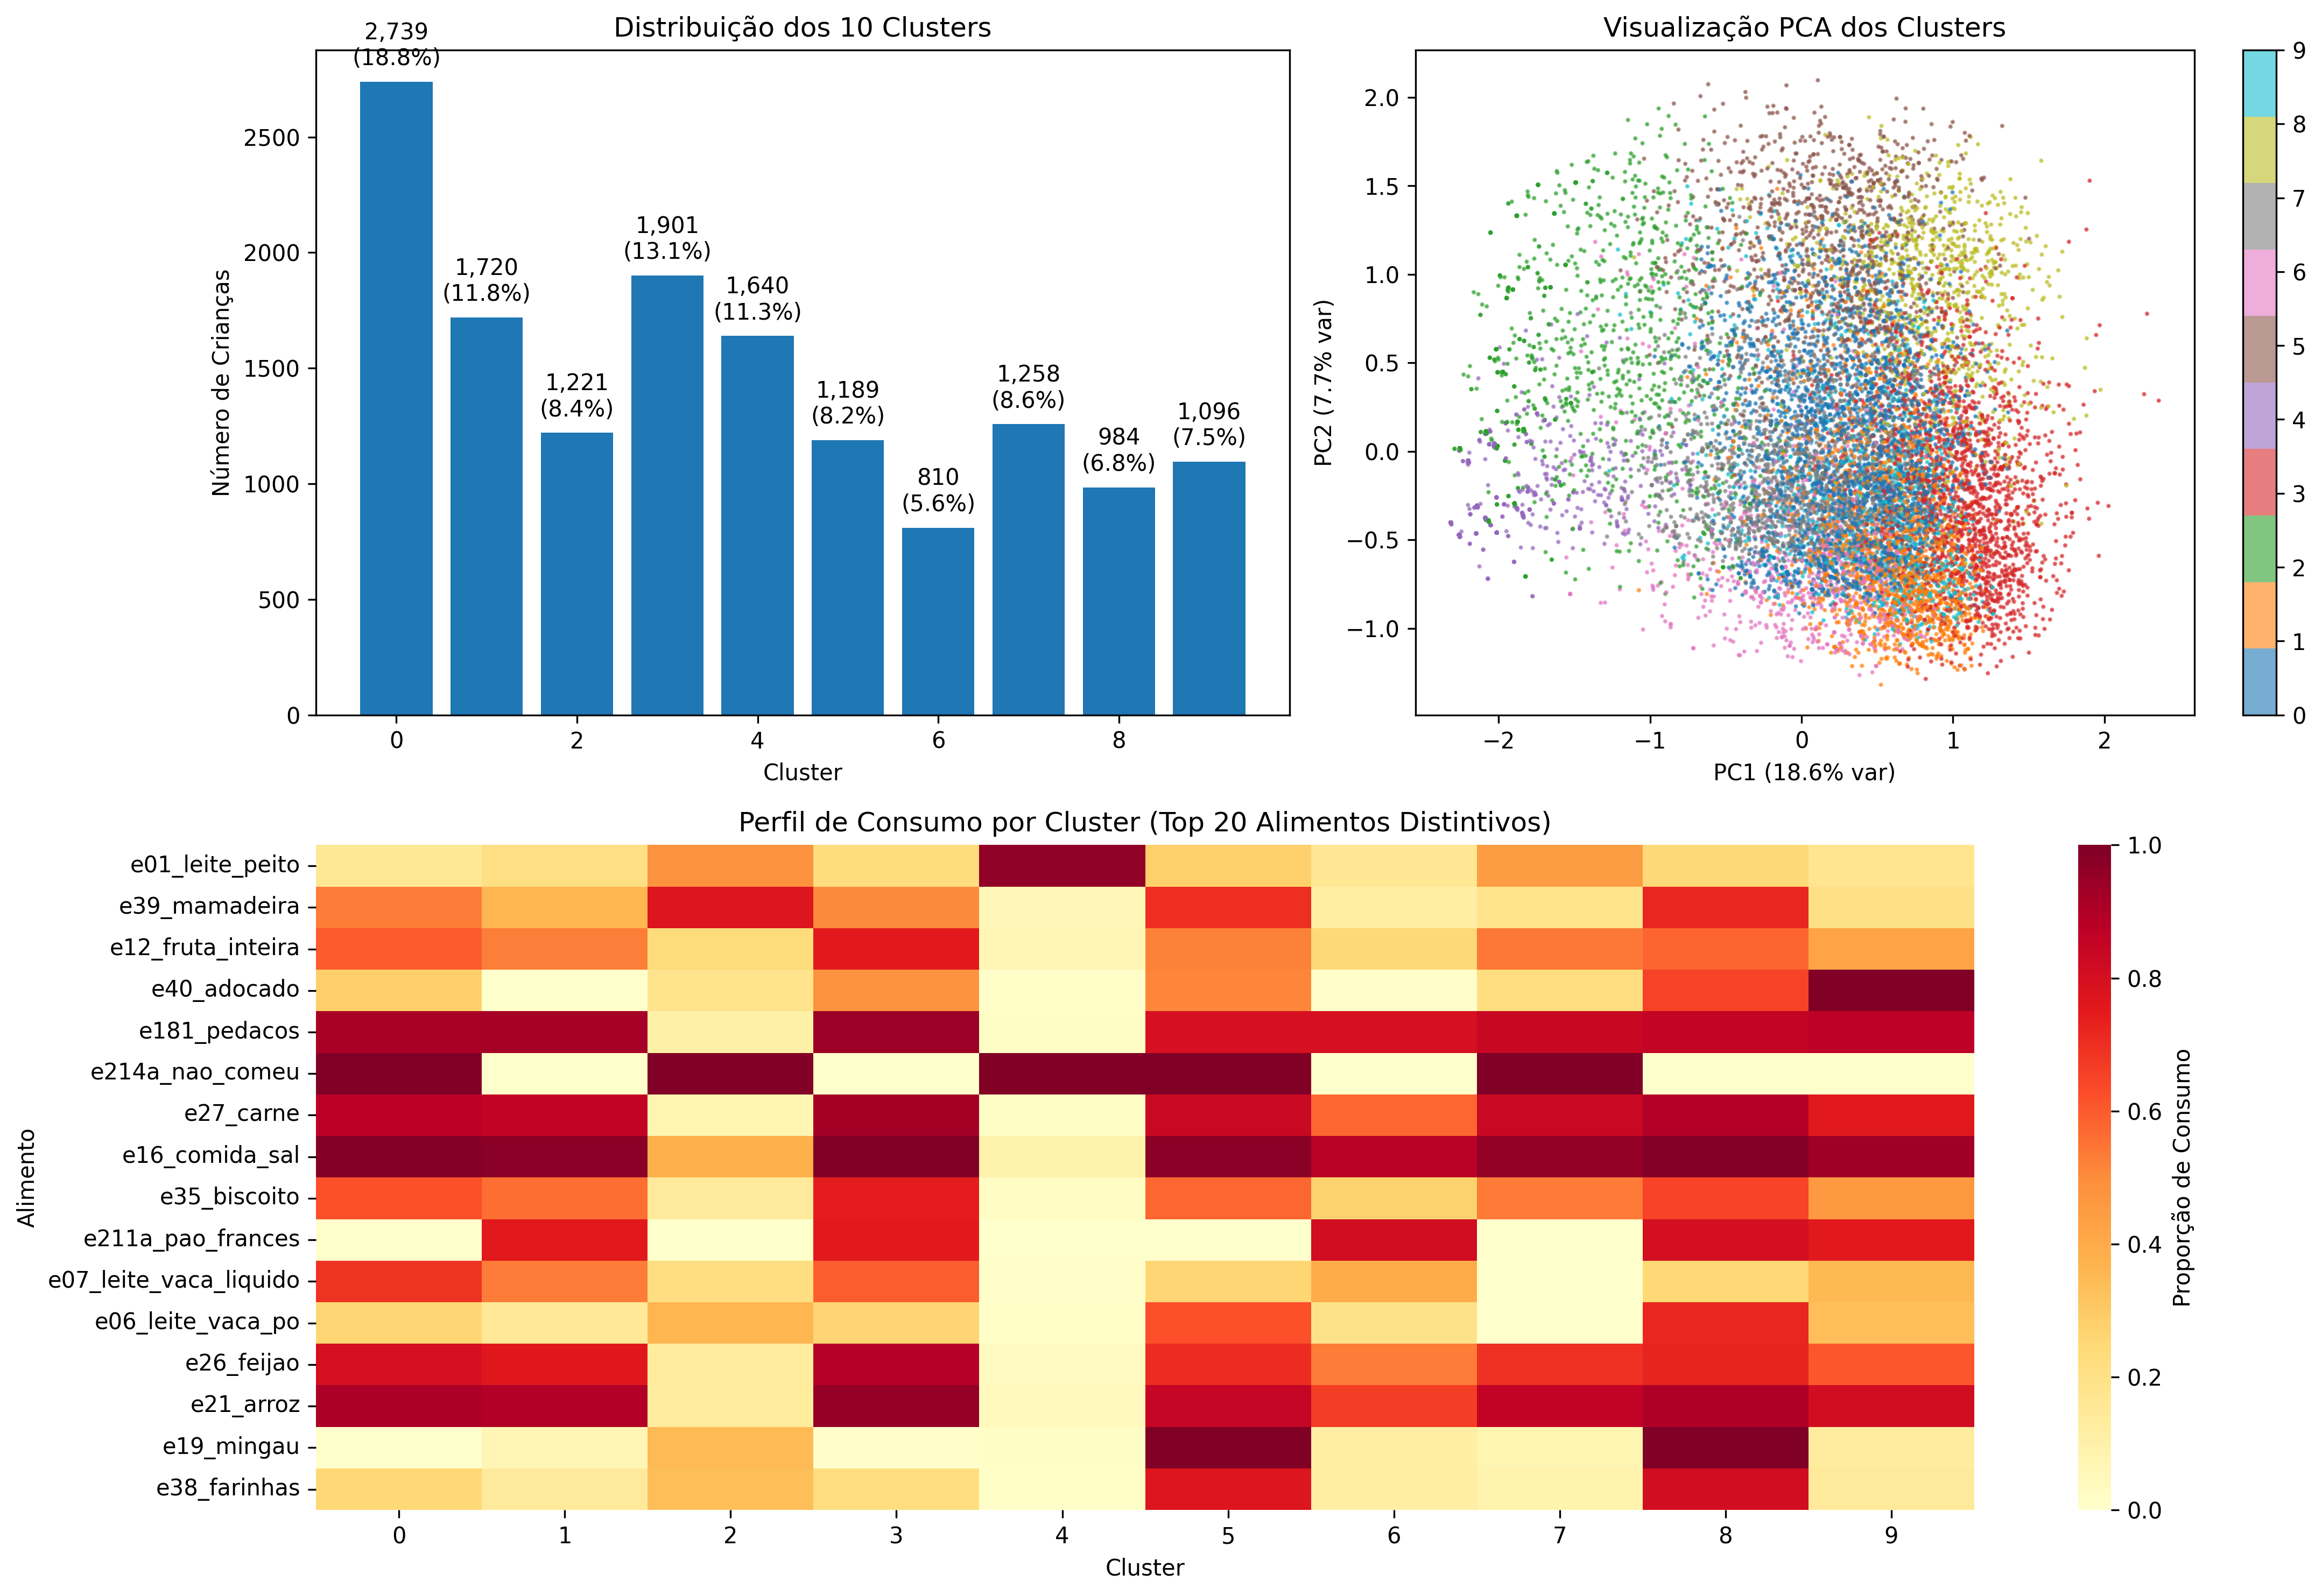 Distribuição dos 10 Clusters
2,739
(18.8%)
1,720
(11.8%)
1,221
(8.4%)
1,901
(13.1%)
1,640
(11.3%)
1,189
(8.2%)
810
(5.6%)
1,258
(8.6%)
984
(6.8%)
1,096
(7.5%)
2500
2000
1500
1000
500
0
Número de Crianças
0 2 4 6 8
Cluster
Visualização PCA dos Clusters
2.0
1.5
1.0
0.5
0.0
−0.5
−1.0
PC2 (7.7% var)
−2 −1 0 1 2
PC1 (18.6% var)
9
8
7
6
5
4
3
2
1
0
Perfil de Consumo por Cluster (Top 20 Alimentos Distintivos)
Alimento
e01_leite_peito
e39_mamadeira
e12_fruta_inteira
e40_adocado
e181_pedacos
e214a_nao_comeu
e27_carne
e16_comida_sal
e35_biscoito
e211a_pao_frances
e07_leite_vaca_liquido
e06_leite_vaca_po
e26_feijao
e21_arroz
e19_mingau
e38_farinhas
0 1 2 3 4 5 6 7 8 9
Cluster
1.0
0.8
0.6
0.4
0.2
0.0
Proporção de Consumo